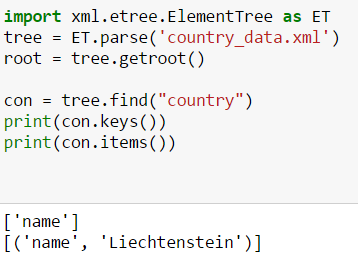 import xml.etree.ElementTree as ET
tree = ET.parse('country_data.xml')
root = tree.getroot()
con = tree.find("country")
print(con.keys())
print(con.items())
['name']
[('name', 'Liechtenstein')]